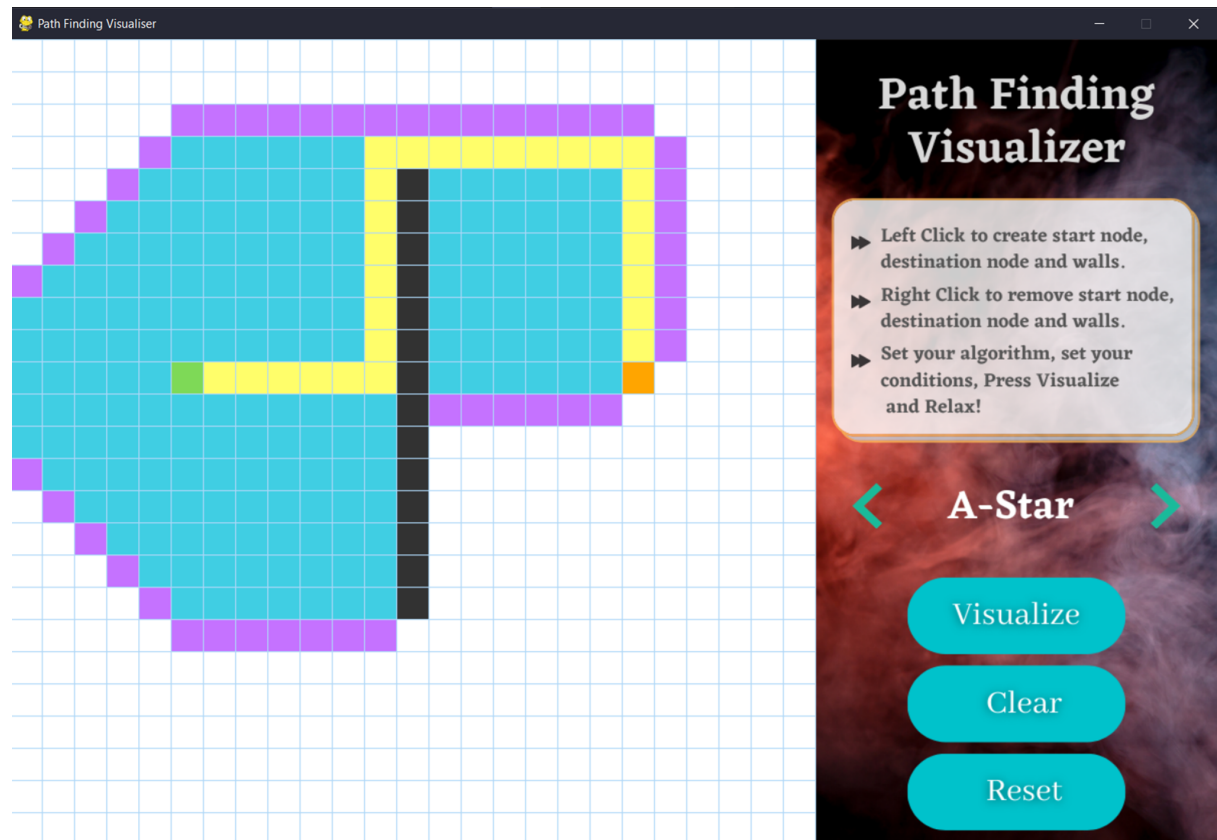 Path Finding Visualiser
Path Finding
Visualizer
Left Click to create start node,
destination node and walls.
Right Click to remove start node,
destination node and walls.
Set your algorithm, set your
conditions, Press Visualize
and Relax!
A-Star
Visualize
Clear
Reset